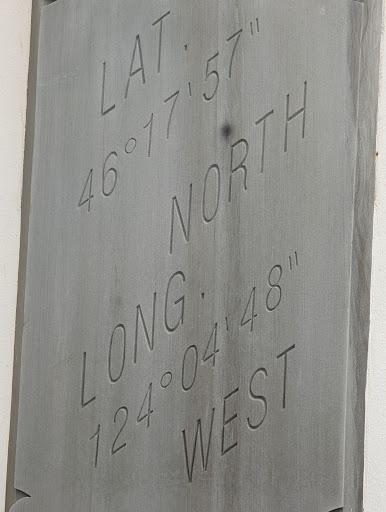 LAT.
46°17'57"
NORTH
LONG.
124°04'48"
WEST